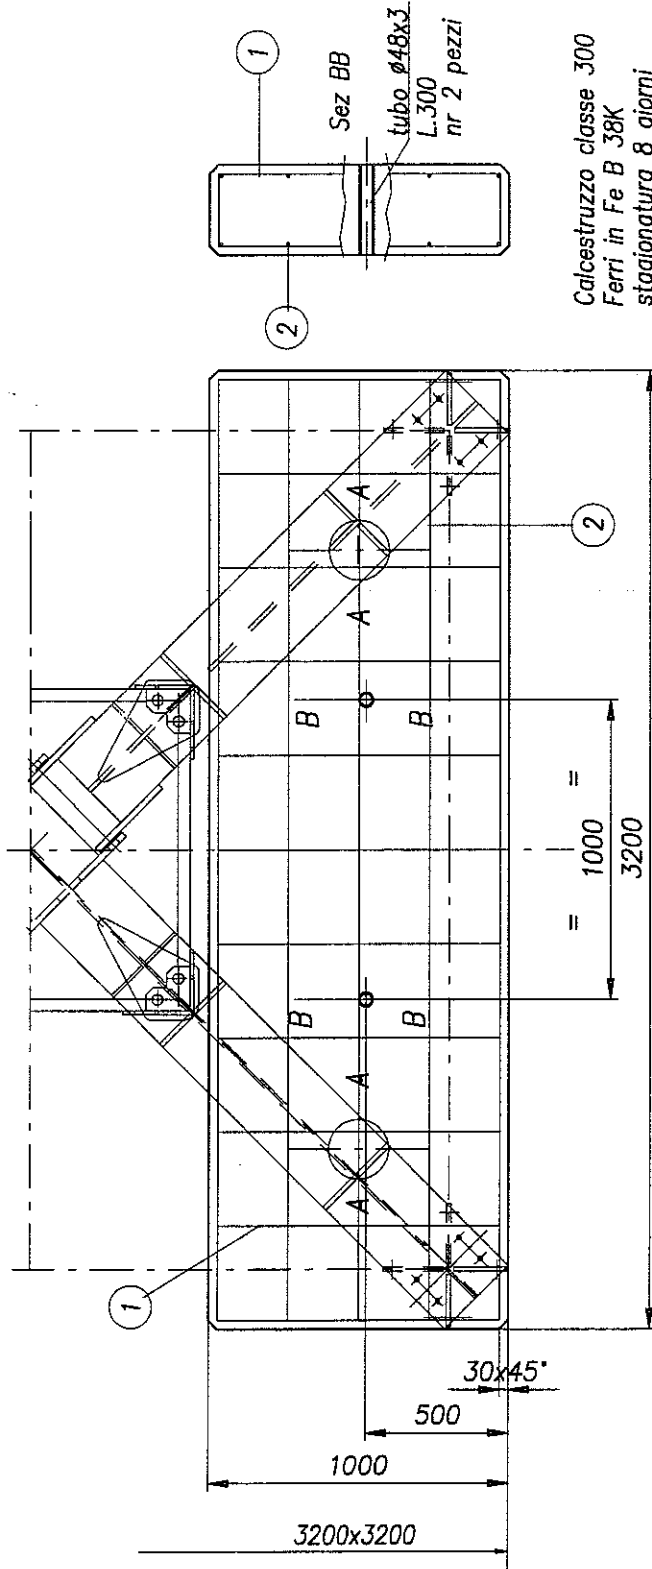 1
2
Sez BB
tubo ø48x3
L.300
nr 2 pezzi
Calcestruzzo classe 300
Ferri in Fe B 38K
stagionatura 8 giorni
1
2
A
A
A
A
B
B
B
B
= 1000 =
3200
30x45°
500
1000
3200x3200